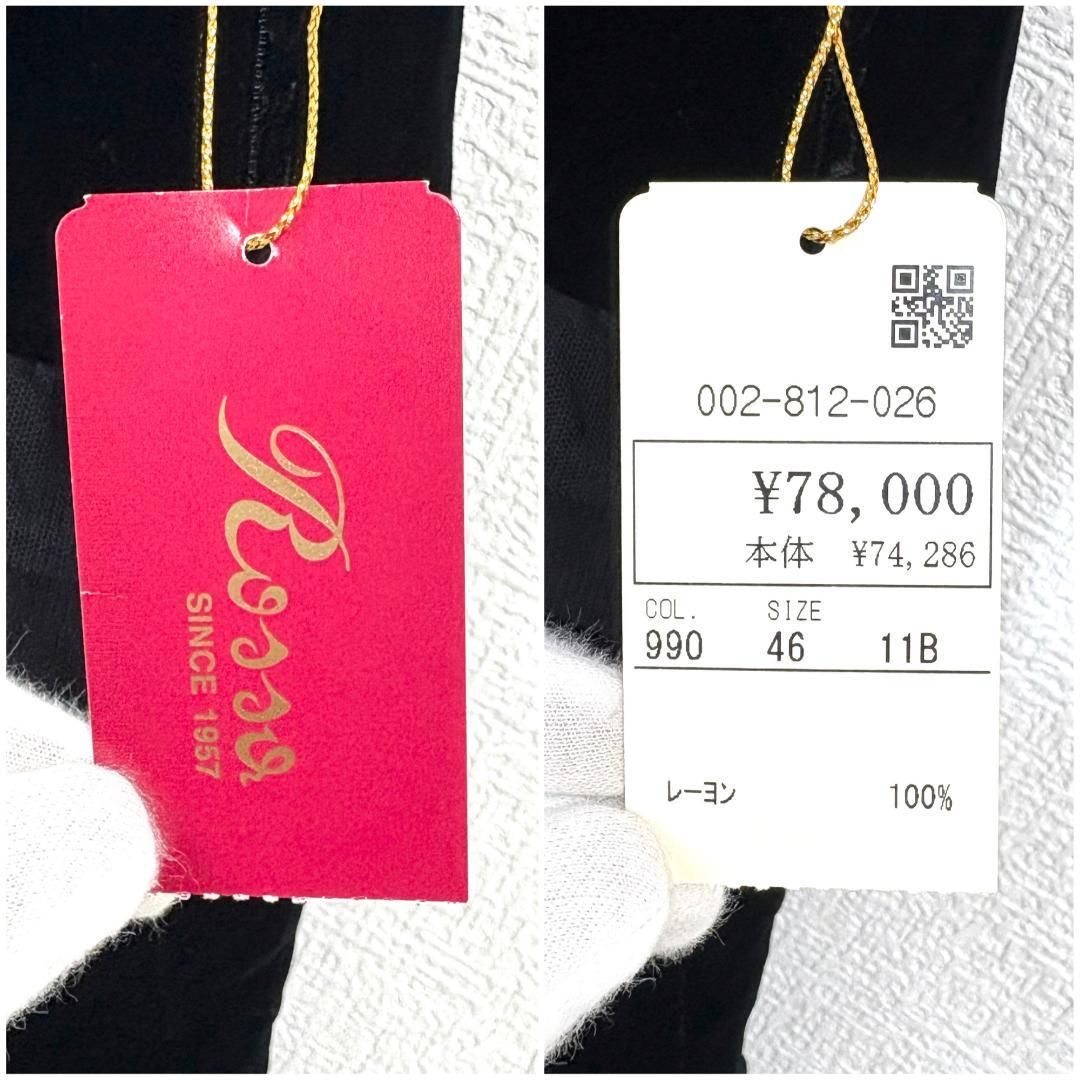 Rossy
SINCE 1957
002-812-026
¥78,000
本体 ¥74,286
COL. SIZE
990 46 11B
レーヨン 100%